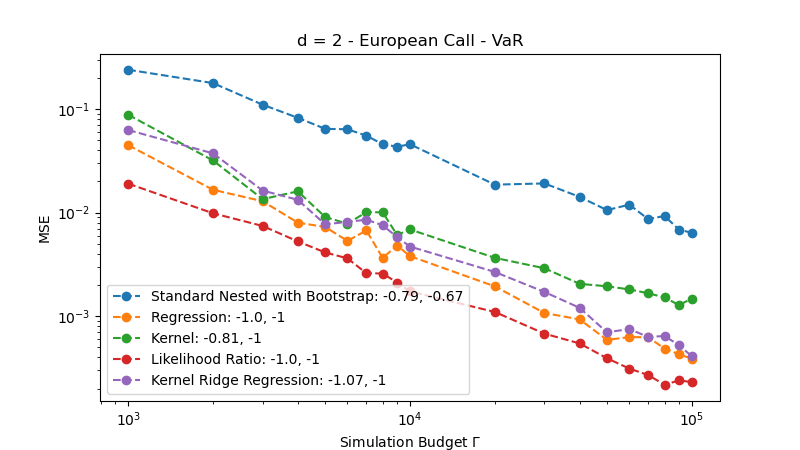 d = 2 - European Call - VaR
MSE
10⁻¹
10⁻²
10⁻³
Standard Nested with Bootstrap: -0.79, -0.67
Regression: -1.0, -1
Kernel: -0.81, -1
Likelihood Ratio: -1.0, -1
Kernel Ridge Regression: -1.07, -1
10³ 10⁴ 10⁵
Simulation Budget Γ